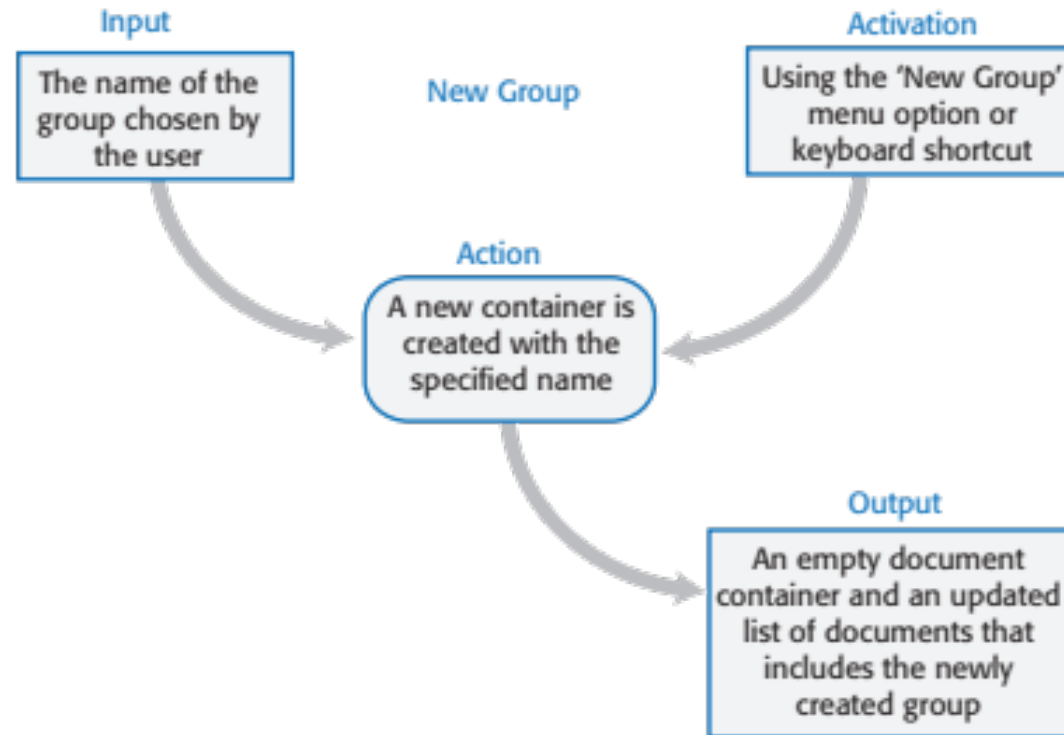 Input
The name of the
group chosen by
the user
New Group
Activation
Using the ‘New Group’
menu option or
keyboard shortcut
Action
A new container is
created with the
specified name
Output
An empty document
container and an updated
list of documents that
includes the newly
created group